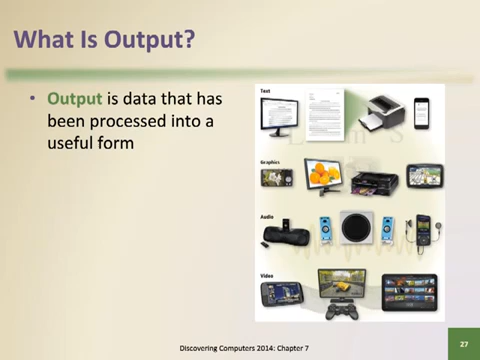 What Is Output?
• Output is data that has
been processed into a
useful form
Text
Graphics
Audio
Video
Discovering Computers 2014: Chapter 7
27